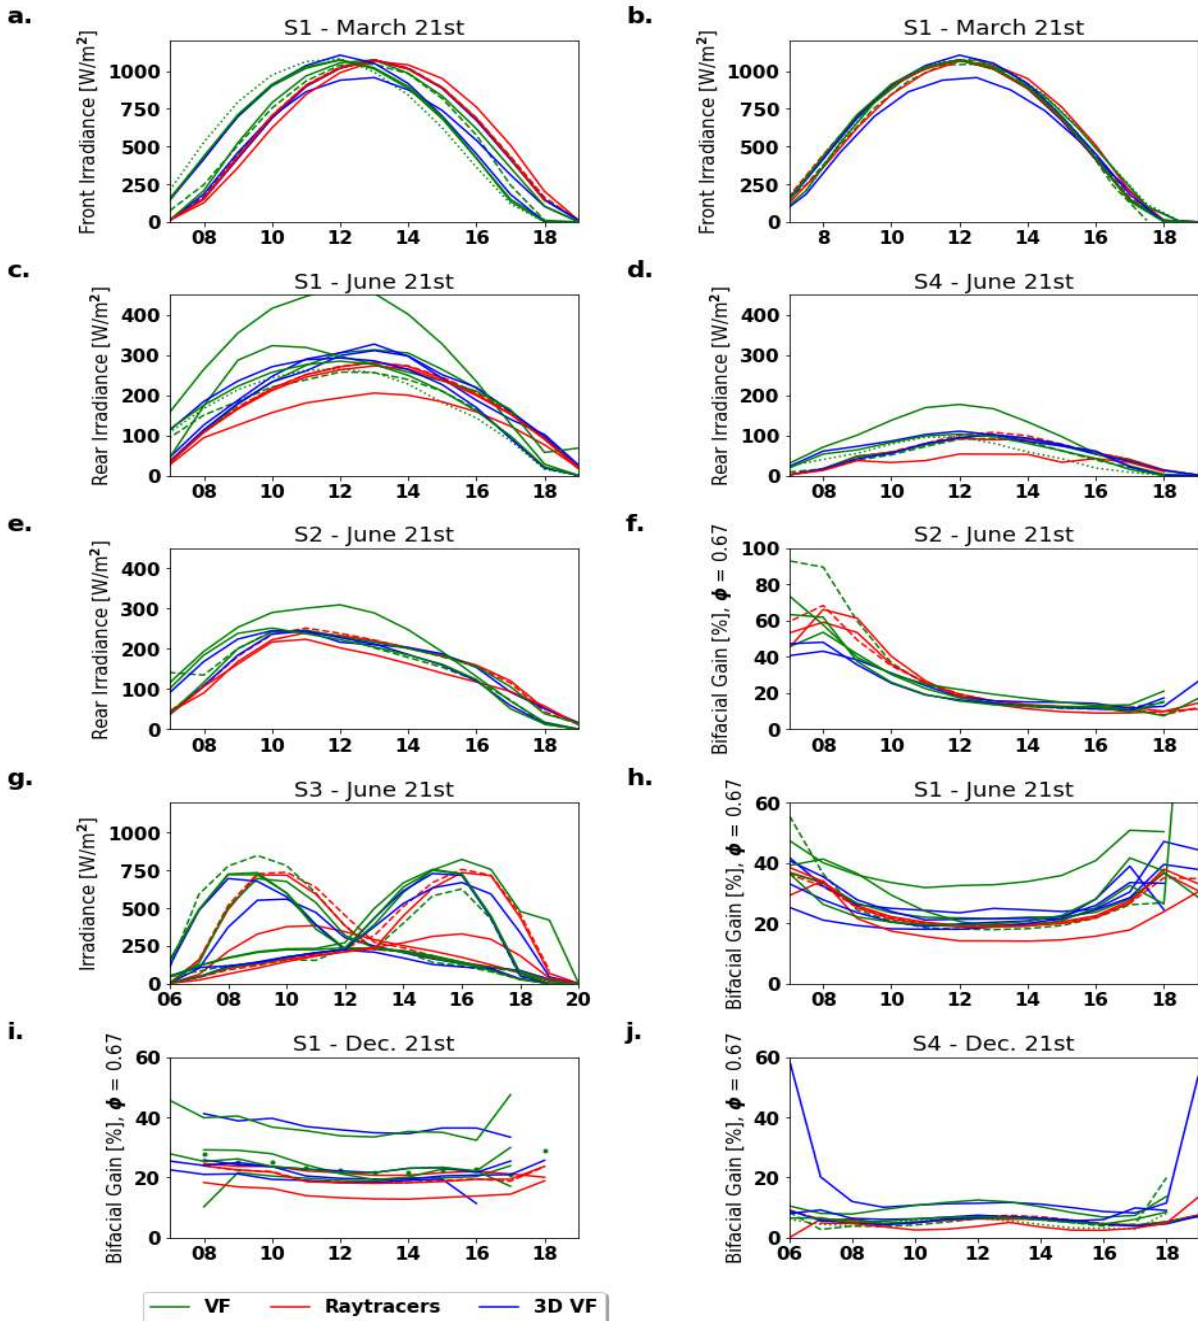 a.
S1 - March 21st
Front Irradiance [W/m²]
1000
750
500
250
0
08 10 12 14 16 18
b.
S1 - March 21st
Front Irradiance [W/m²]
1000
750
500
250
0
8 10 12 14 16 18
c.
S1 - June 21st
Rear Irradiance [W/m²]
400
300
200
100
0
08 10 12 14 16 18
d.
S4 - June 21st
Rear Irradiance [W/m²]
400
300
200
100
0
08 10 12 14 16 18
e.
S2 - June 21st
Rear Irradiance [W/m²]
400
300
200
100
0
08 10 12 14 16 18
f.
S2 - June 21st
Bifacial Gain [%], ϕ = 0.67
100
80
60
40
20
0
08 10 12 14 16 18
g.
S3 - June 21st
Irradiance [W/m²]
1000
750
500
250
0
06 08 10 12 14 16 18 20
h.
S1 - June 21st
Bifacial Gain [%], ϕ = 0.67
60
40
20
0
08 10 12 14 16 18
i.
S1 - Dec. 21st
Bifacial Gain [%], ϕ = 0.67
60
40
20
0
08 10 12 14 16 18
j.
S4 - Dec. 21st
Bifacial Gain [%], ϕ = 0.67
60
40
20
0
06 08 10 12 14 16 18
VF Raytracers 3D VF